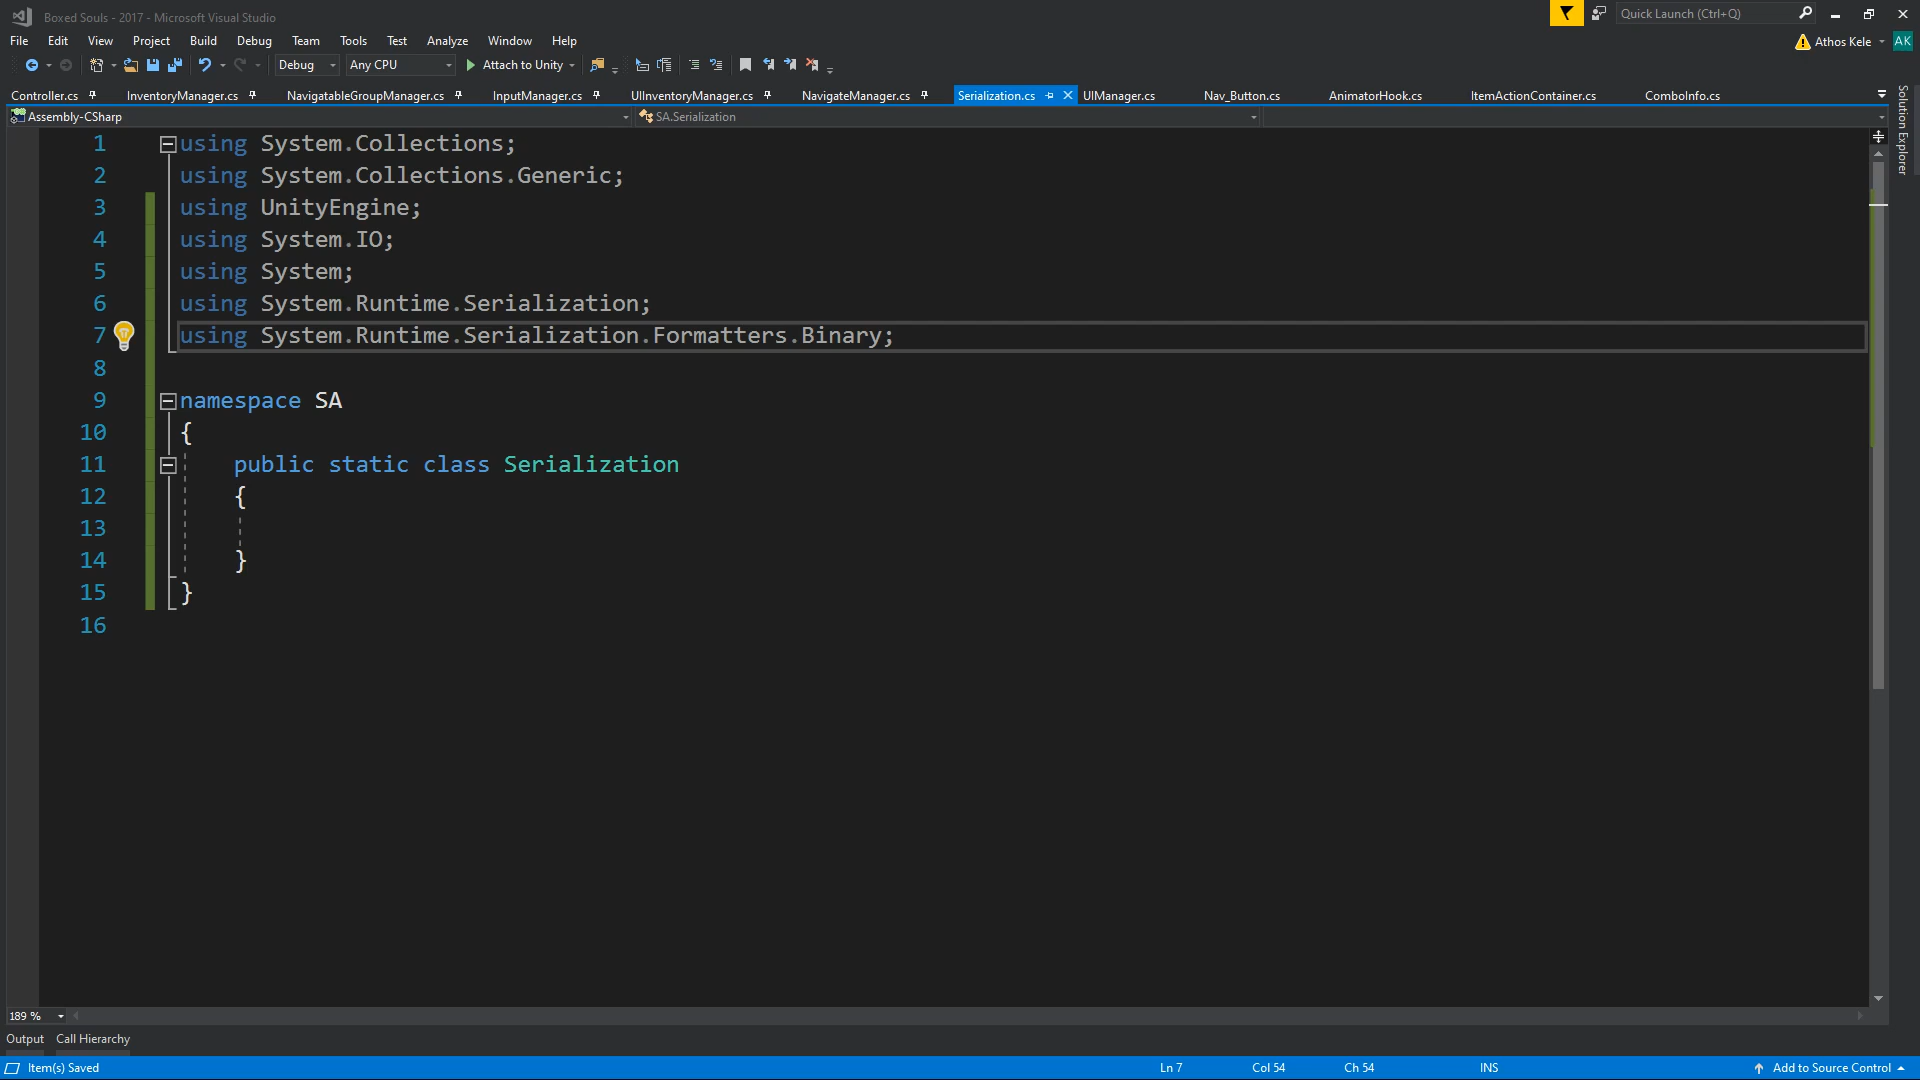 Boxed Souls - 2017 - Microsoft Visual Studio
Quick Launch (Ctrl+Q)
File Edit View Project Build Debug Team Tools Test Analyze Window Help
Athos Kele AK
Debug Any CPU Attach to Unity
Controller.cs InventoryManager.cs NavigatableGroupManager.cs InputManager.cs UIInventoryManager.cs NavigateManager.cs Serialization.cs UIManager.cs Nav_Button.cs AnimatorHook.cs ItemActionContainer.cs ComboInfo.cs
Solution Explorer
Assembly-CSharp SA.Serialization
1 using System.Collections;
2 using System.Collections.Generic;
3 using UnityEngine;
4 using System.IO;
5 using System;
6 using System.Runtime.Serialization;
7 using System.Runtime.Serialization.Formatters.Binary;
8
9 namespace SA
10 {
11 public static class Serialization
12 {
13
14 }
15 }
16
189 %
Output Call Hierarchy
Item(s) Saved Ln 7 Col 54 Ch 54 INS Add to Source Control